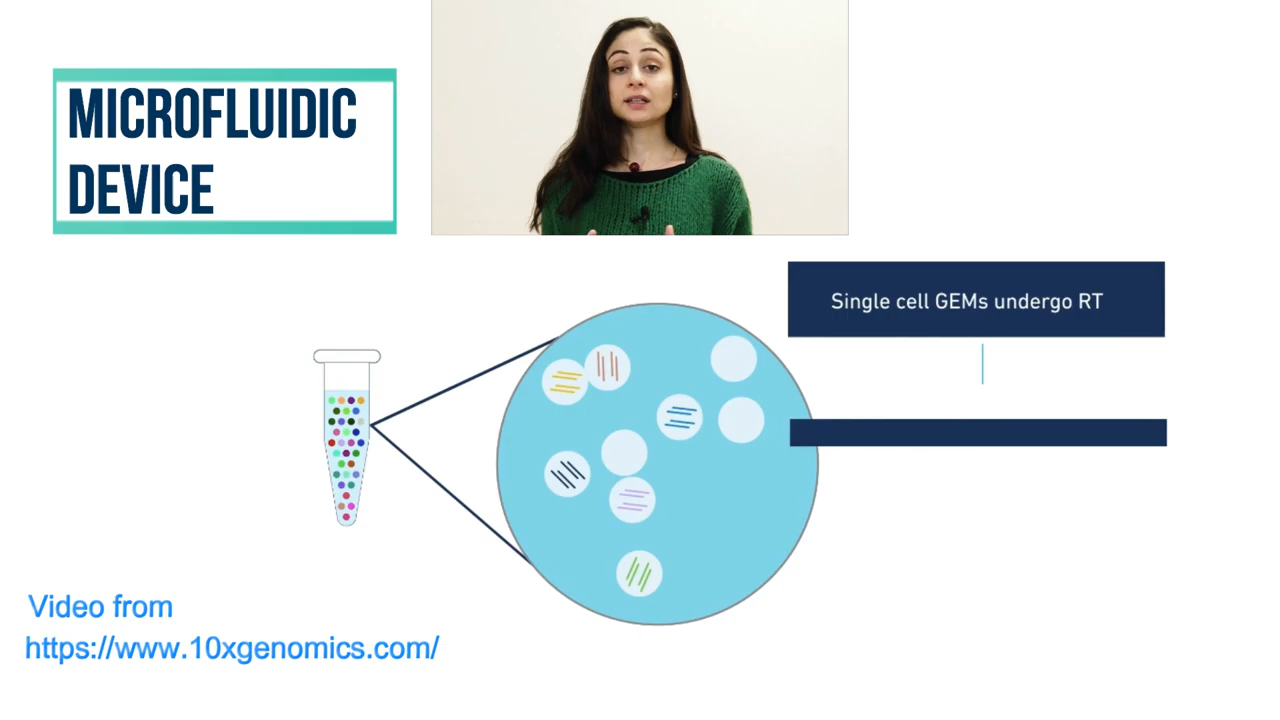 MICROFLUIDIC
DEVICE
Single cell GEMs undergo RT
Video from
https://www.10xgenomics.com/